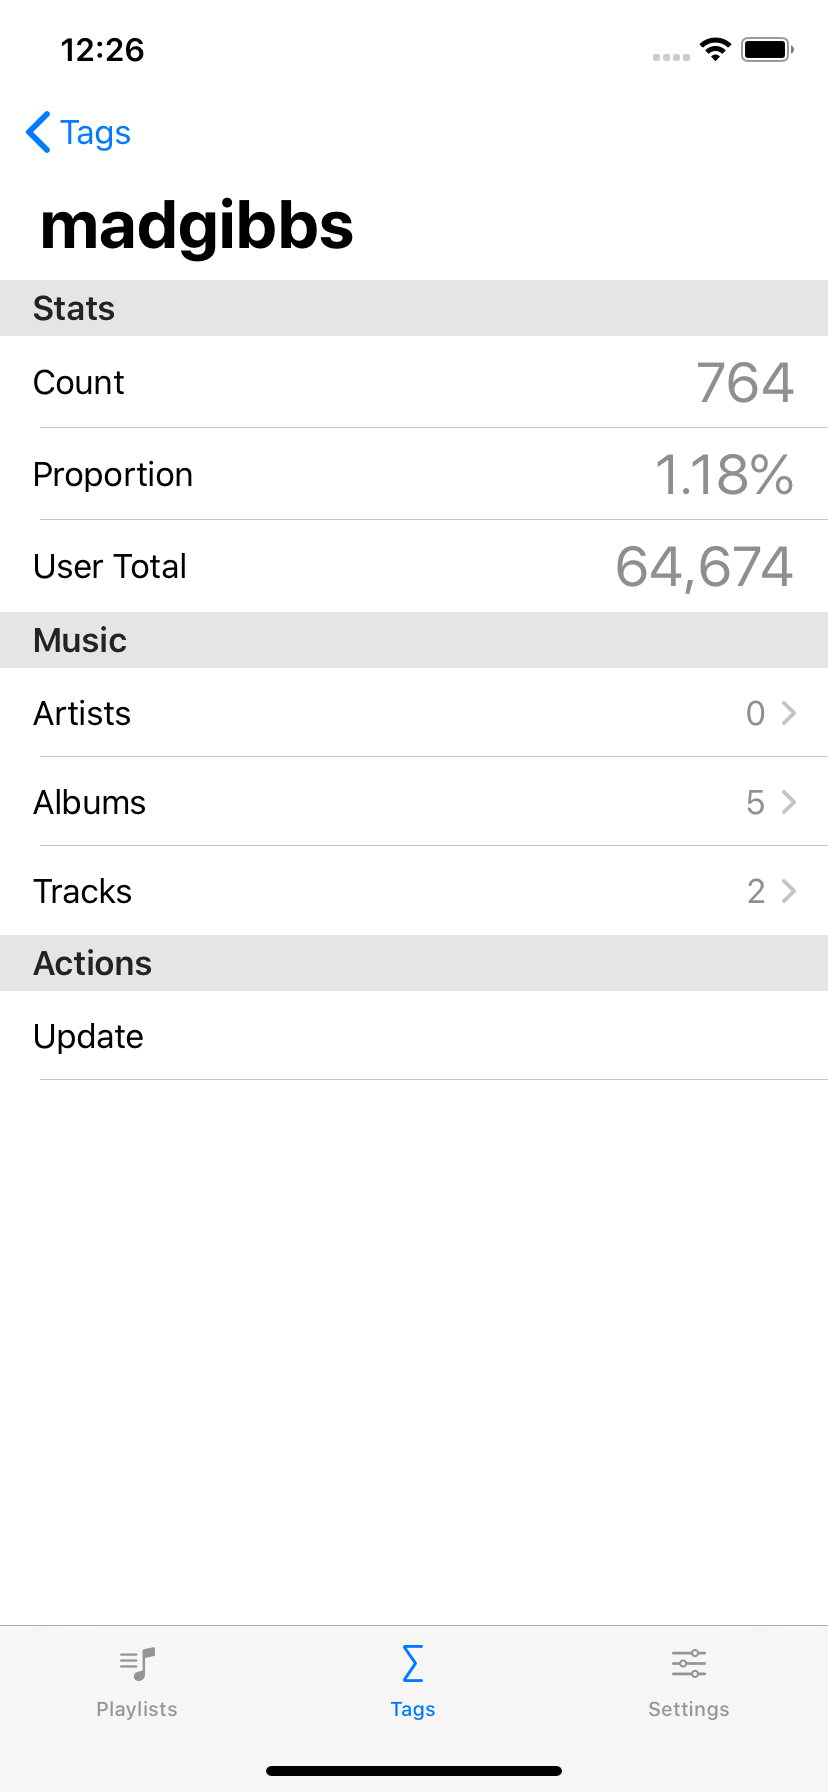 12:26
Tags
madgibbs
Stats
Count 764
Proportion 1.18%
User Total 64,674
Music
Artists 0
Albums 5
Tracks 2
Actions
Update
Playlists Tags Settings